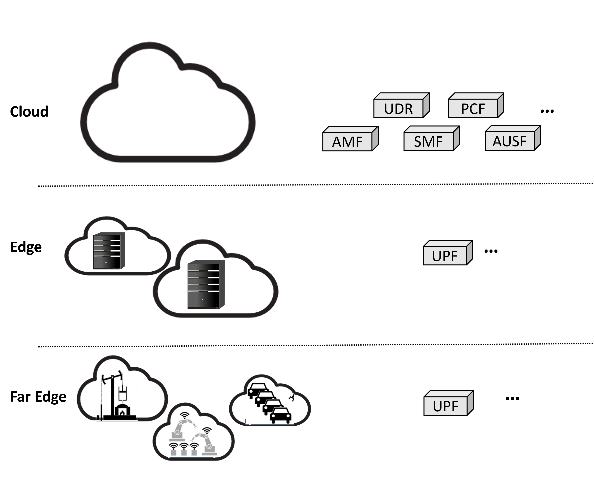 UDR PCF ...
Cloud
AMF SMF AUSF
Edge
UPF ...
Far Edge
UPF ...